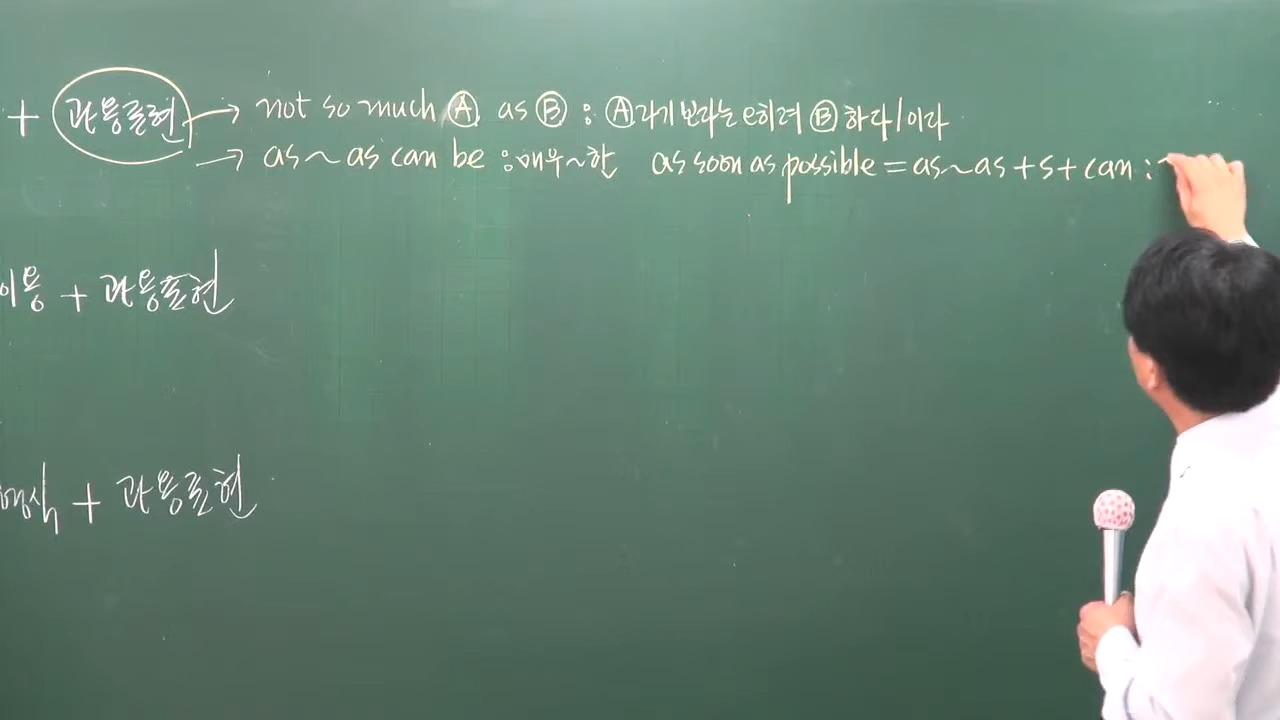 + 관용표현 → not so much Ⓐ as Ⓑ : Ⓐ라기 보다는 오히려 Ⓑ하다/이다
→ as~as can be : 매우~한 as soon as possible = as~as + s + can :
이용 + 관용표현
+ 관용표현